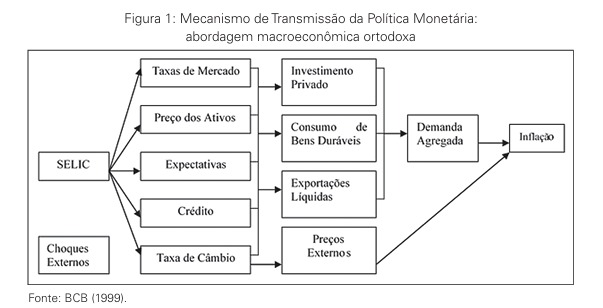 Figura 1: Mecanismo de Transmissão da Política Monetária:
abordagem macroeconômica ortodoxa
SELIC
Choques
Externos
Taxas de Mercado
Preço dos Ativos
Expectativas
Crédito
Taxa de Câmbio
Investimento
Privado
Consumo de
Bens Duráveis
Exportações
Líquidas
Preços
Externos
Demanda
Agregada
Inflação
Fonte: BCB (1999).